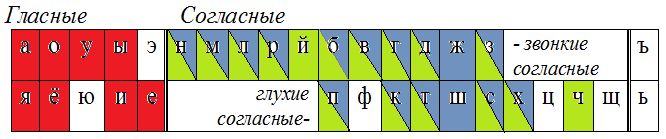 Гласные Согласные
а о у ы э н м л р й б в г д ж з - звонкие согласные ъ
я ё ю и е глухие согласные- п ф к т ш с х ц ч щ ь